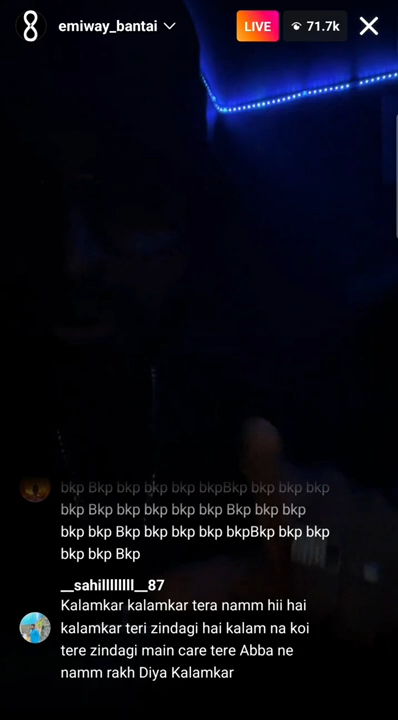 emiway_bantai
LIVE
71.7k
bkp Bkp bkp bkp bkpBkp bkp bkp bkp
bkp Bkp bkp bkp bkp bkp Bkp bkp bkp
bkp bkp Bkp bkp bkp bkp bkpBkp bkp bkp
bkp bkp Bkp
__sahillllllll__87
Kalamkar kalamkar tera namm hii hai
kalamkar teri zindagi hai kalam na koi
tere zindagi main care tere Abba ne
namm rakh Diya Kalamkar